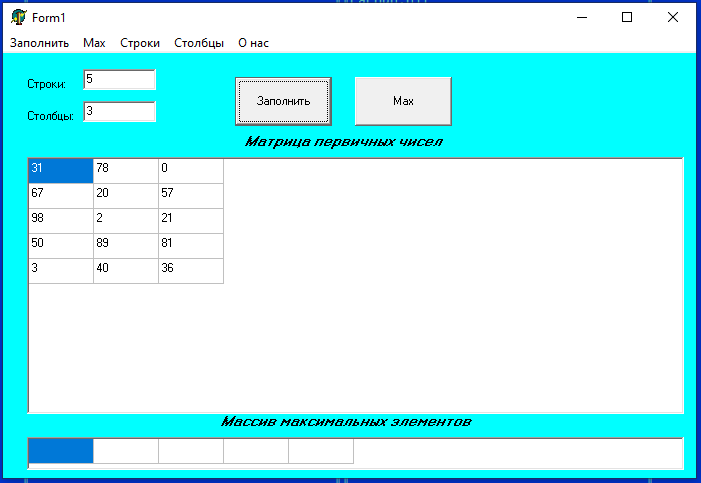 Form1
Заполнить Max Строки Столбцы О нас
Строки: 5
Столбцы: 3
Заполнить Max
Матрица первичных чисел
31 78 0
67 20 57
98 2 21
50 89 81
3 40 36
Массив максимальных элементов